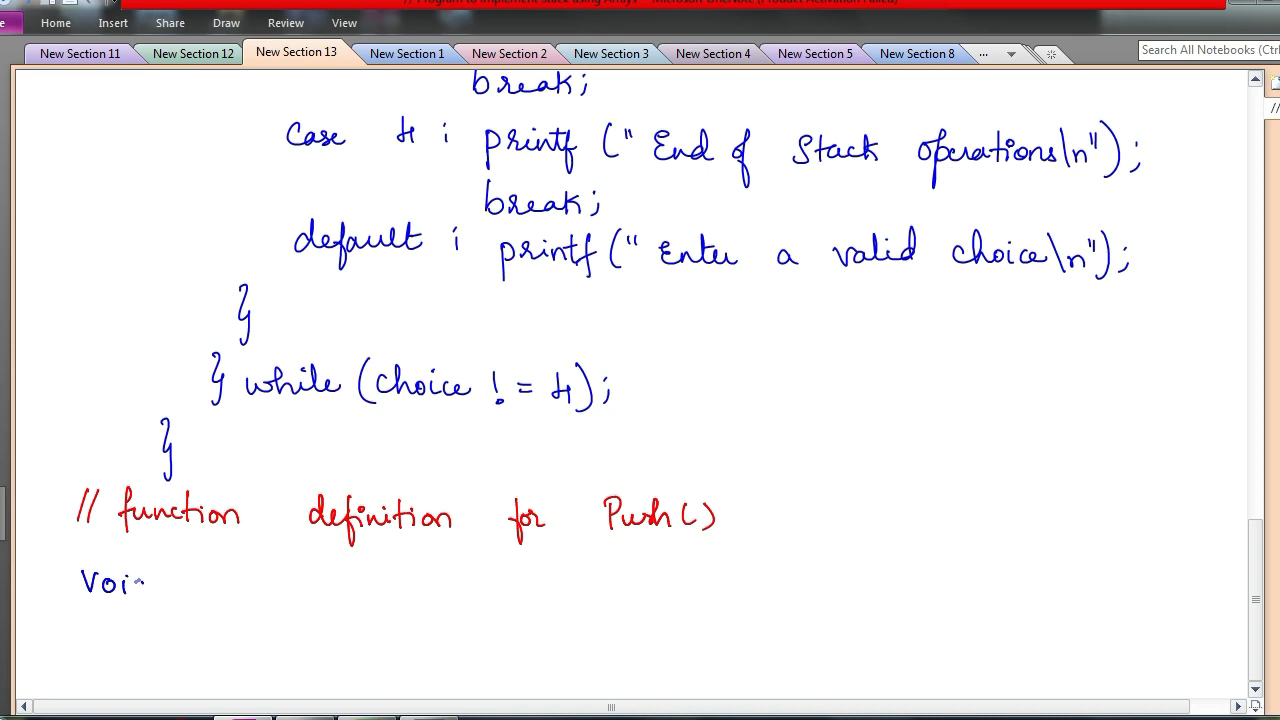 Home Insert Share Draw Review View
New Section 11 New Section 12 New Section 13 New Section 1 New Section 2 New Section 3 New Section 4 New Section 5 New Section 8 ... Search All Notebooks (Ctrl
break;
Case 4 : printf (" End of Stack operations\n");
break;
default : printf (" Enter a valid choice\n");
}
} while (choice != 4);
}
// function definition for Push()
Voi